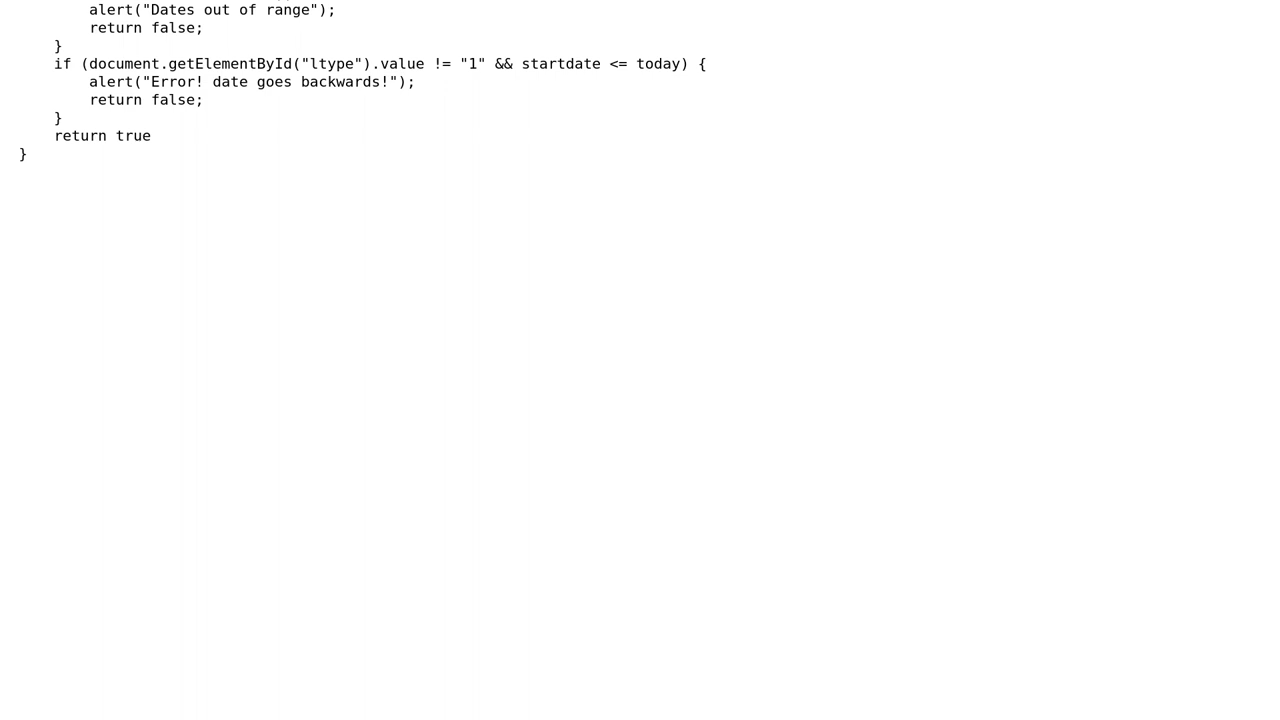 alert("Dates out of range");
return false;
}
if (document.getElementById("ltype").value != "1" && startdate <= today) {
alert("Error! date goes backwards!");
return false;
}
return true
}